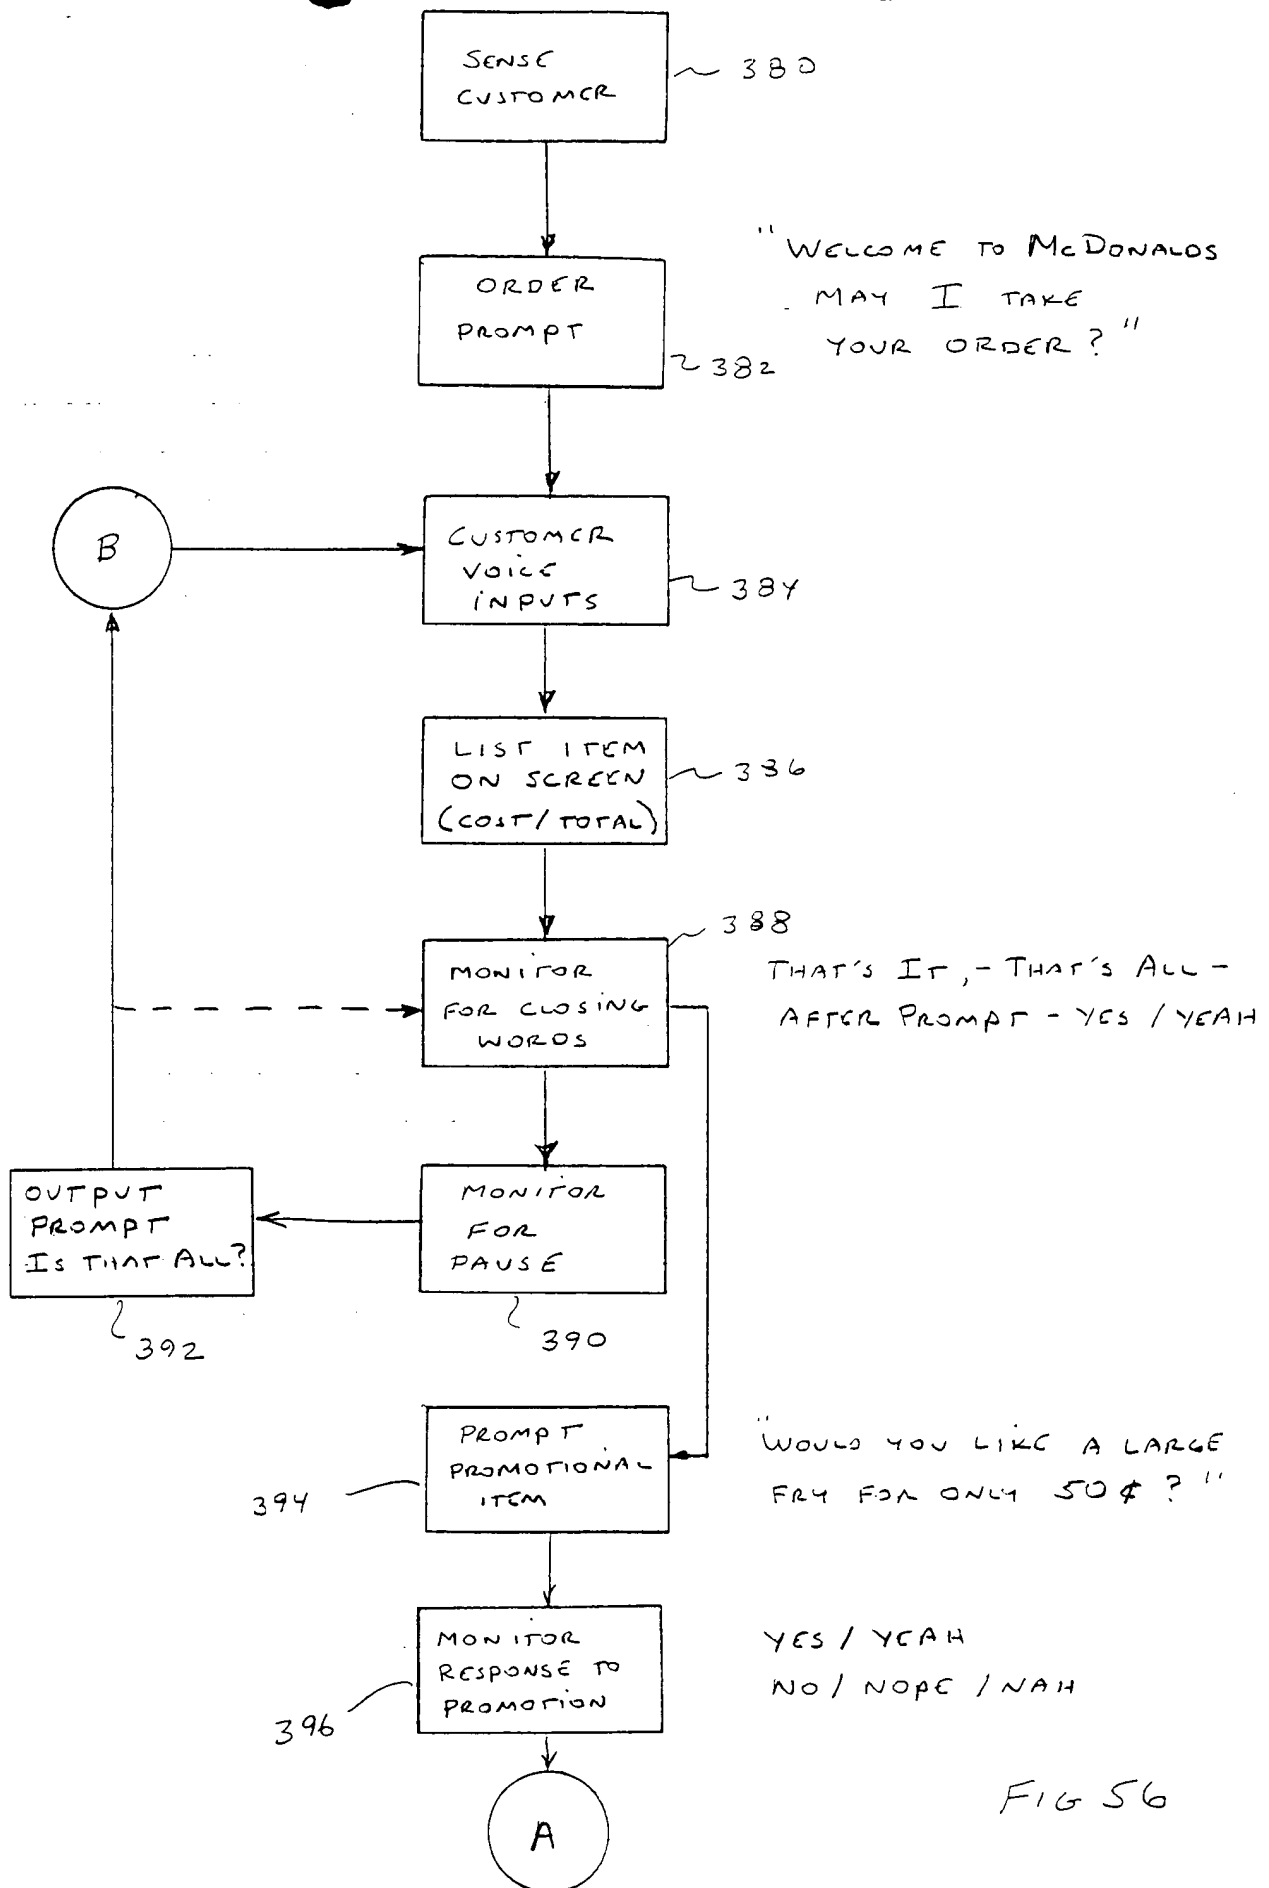 SENSE
CUSTOMER
380
ORDER
PROMPT
382
"WELCOME TO McDONALDS
MAY I TAKE
YOUR ORDER?"
B
CUSTOMER
VOICE
INPUTS
384
LIST ITEM
ON SCREEN
(COST/TOTAL)
386
MONITOR
FOR CLOSING
WORDS
388
THAT'S IT, - THAT'S ALL -
AFTER PROMPT - YES / YEAH
OUTPUT
PROMPT
IS THAT ALL?
392
MONITOR
FOR
PAUSE
390
PROMPT
PROMOTIONAL
ITEM
394
"WOULD YOU LIKE A LARGE
FRY FOR ONLY 50¢?"
MONITOR
RESPONSE TO
PROMOTION
396
YES / YEAH
NO / NOPE / NAH
A
FIG 56